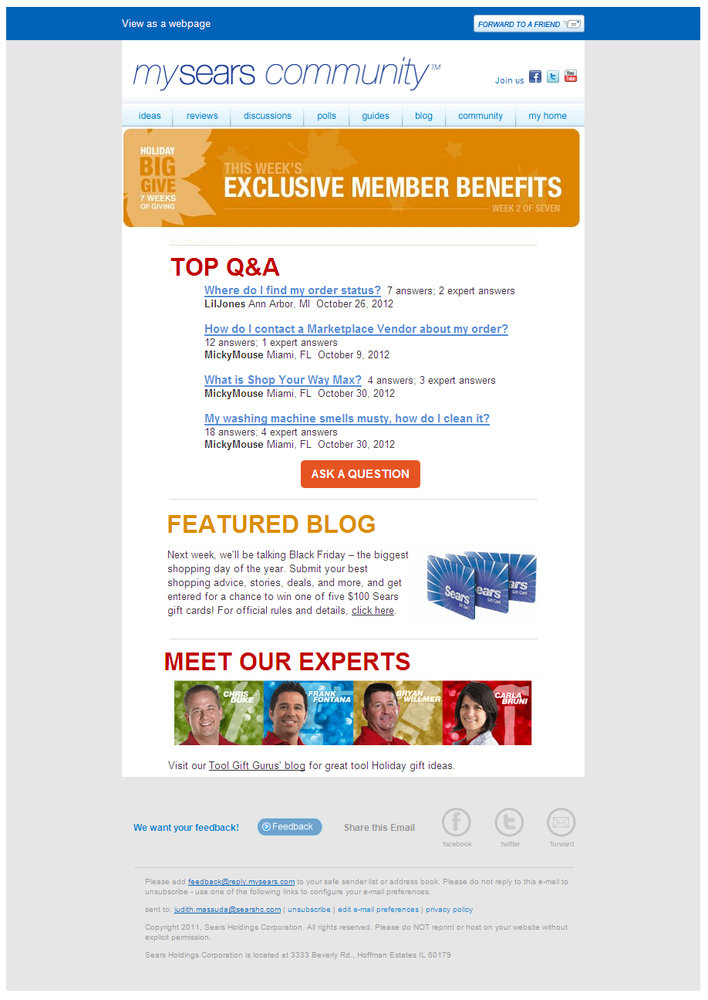 View as a webpage
FORWARD TO A FRIEND
mysears community™
Join us
You
Tube
ideas
reviews
discussions
polls
guides
blog
community
my home
HOLIDAY
BIG
GIVE
7 WEEKS
OF GIVING
THIS WEEK'S
EXCLUSIVE MEMBER BENEFITS
WEEK 2 OF SEVEN
TOP Q&A
Where do I find my order status? 7 answers; 2 expert answers
LilJones Ann Arbor, MI October 26, 2012
How do I contact a Marketplace Vendor about my order?
12 answers; 1 expert answers
MickyMouse Miami, FL October 9, 2012
What is Shop Your Way Max? 4 answers; 3 expert answers
MickyMouse Miami, FL October 30, 2012
My washing machine smells musty, how do I clean it?
18 answers; 4 expert answers
MickyMouse Miami, FL October 30, 2012
ASK A QUESTION
FEATURED BLOG
Next week, we'll be talking Black Friday – the biggest
shopping day of the year. Submit your best
shopping advice, stories, deals, and more, and get
entered for a chance to win one of five $100 Sears
gift cards! For official rules and details, click here.
Sears
Gift Card
ears
Gift Card
ears
Gift Card
MEET OUR EXPERTS
CHRIS
DUKE
FRANK
FONTANA
BRYAN
WILLMER
CARLA
BRUNI
Visit our Tool Gift Gurus' blog for great tool Holiday gift ideas.
We want your feedback!
Feedback
Share this Email
facebook
twitter
forward
Please add feedback@reply.mysears.com to your safe sender list or address book. Please do not reply to this e-mail to
unsubscribe - use one of the following links to configure your e-mail preferences.
sent to: judith.massuda@searshc.com | unsubscribe | edit e-mail preferences | privacy policy
Copyright 2011, Sears Holdings Corporation. All rights reserved. Please do NOT reprint or host on your website without
explicit permission.
Sears Holdings Corporation is located at 3333 Beverly Rd., Hoffman Estates IL 60179